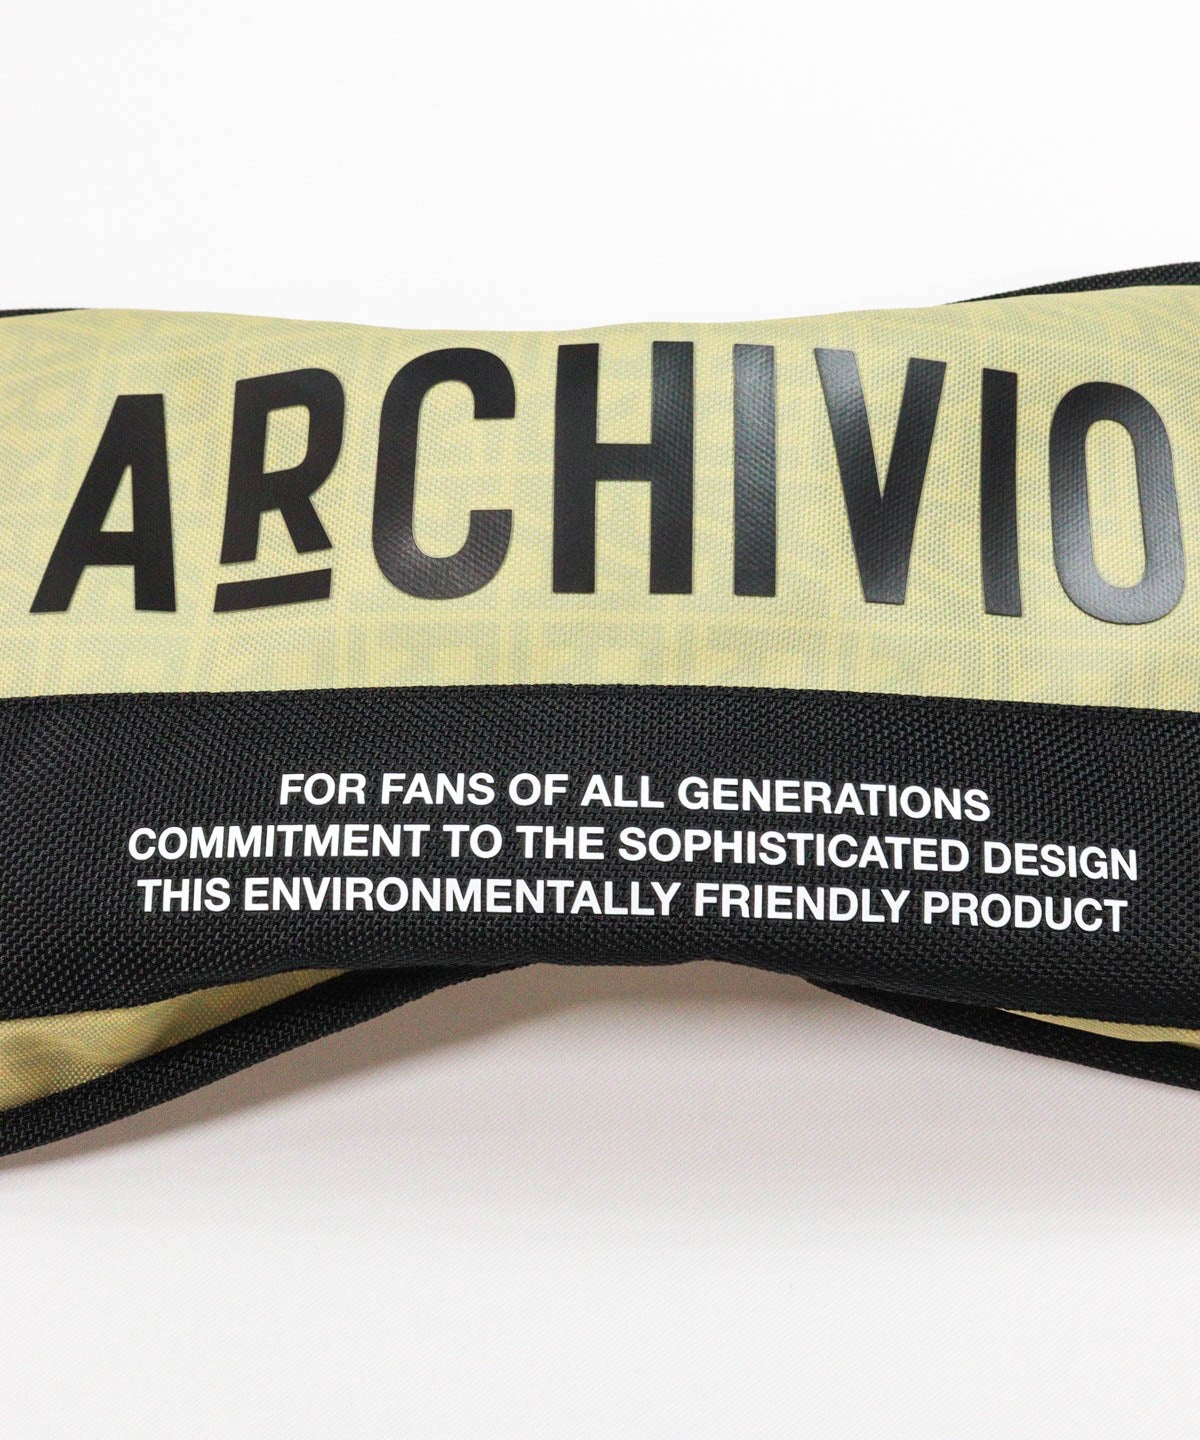 ARCHIVIO
FOR FANS OF ALL GENERATIONS
COMMITMENT TO THE SOPHISTICATED DESIGN
THIS ENVIRONMENTALLY FRIENDLY PRODUCT